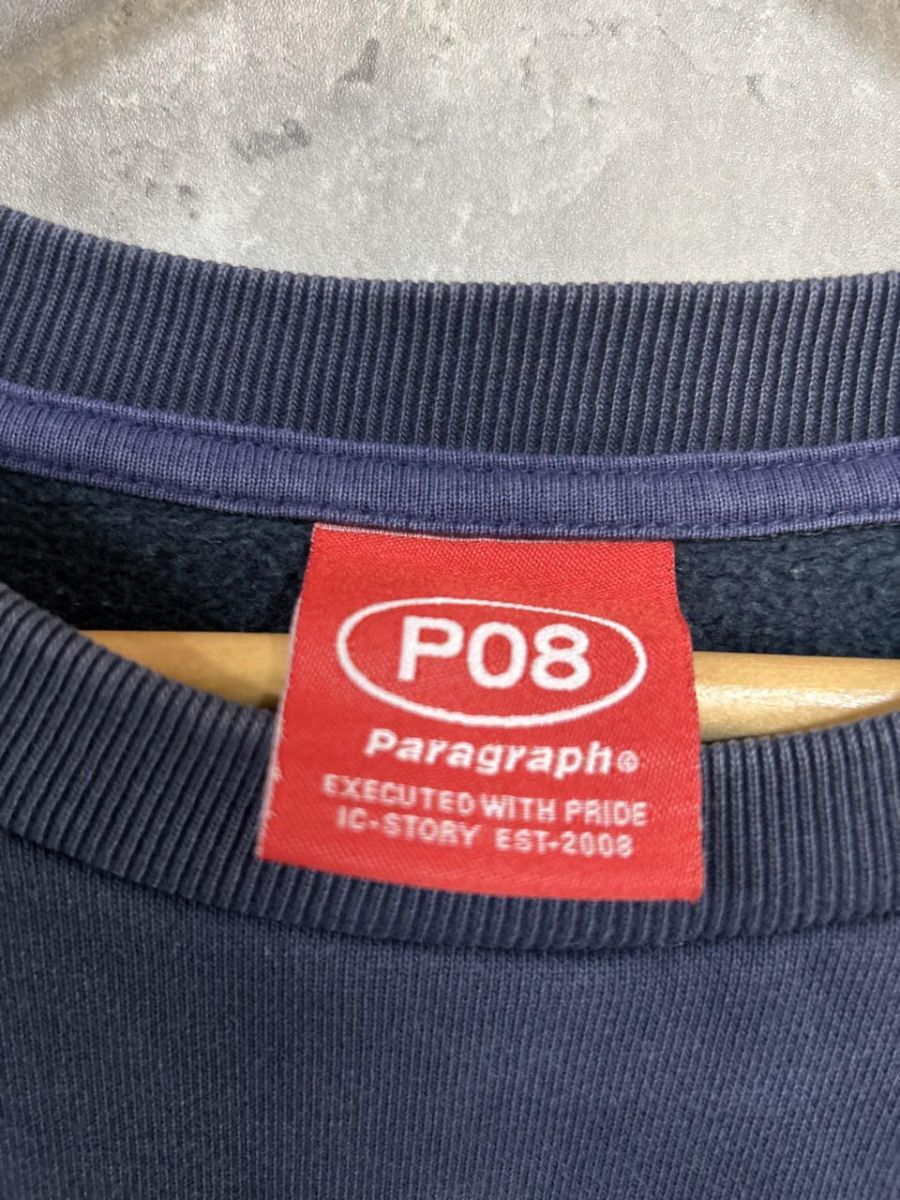 P08
Paragraph®
EXECUTED WITH PRIDE
IC-STORY EST-2008